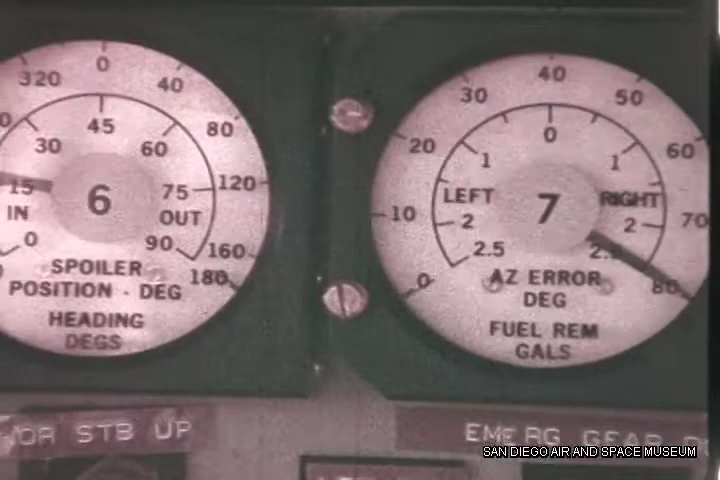 320 0 40 80 120 160 180
30 45 60 75 90
15
0
6
IN OUT
SPOILER
POSITION - DEG
HEADING
DEGS
0 10 20 30 40 50 60 70 80
2.5 2 1 0 1 2
7
LEFT RIGHT
AZ ERROR
DEG
FUEL REM
GALS
STB UP
EMERG GEAR
SAN DIEGO AIR AND SPACE MUSEUM